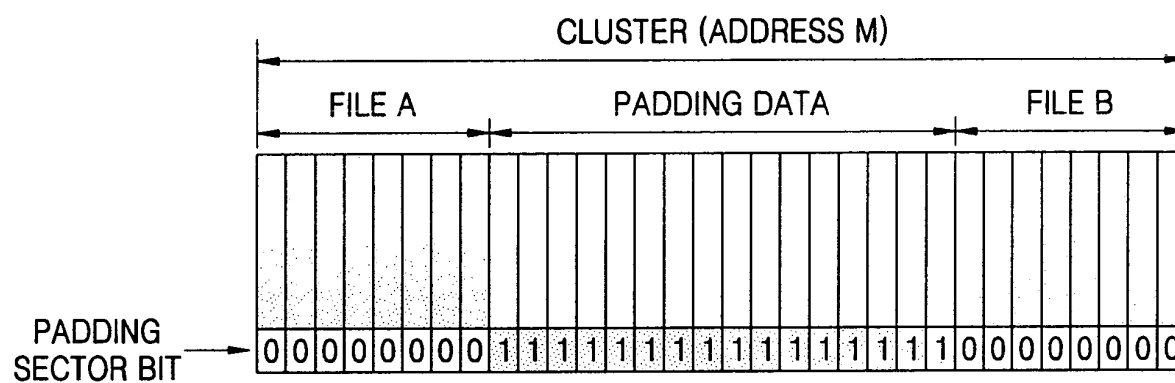 CLUSTER (ADDRESS M)
FILE A PADDING DATA FILE B
PADDING
SECTOR BIT
0 0 0 0 0 0 0 0 1 1 1 1 1 1 1 1 1 1 1 1 1 1 1 1 0 0 0 0 0 0 0 0